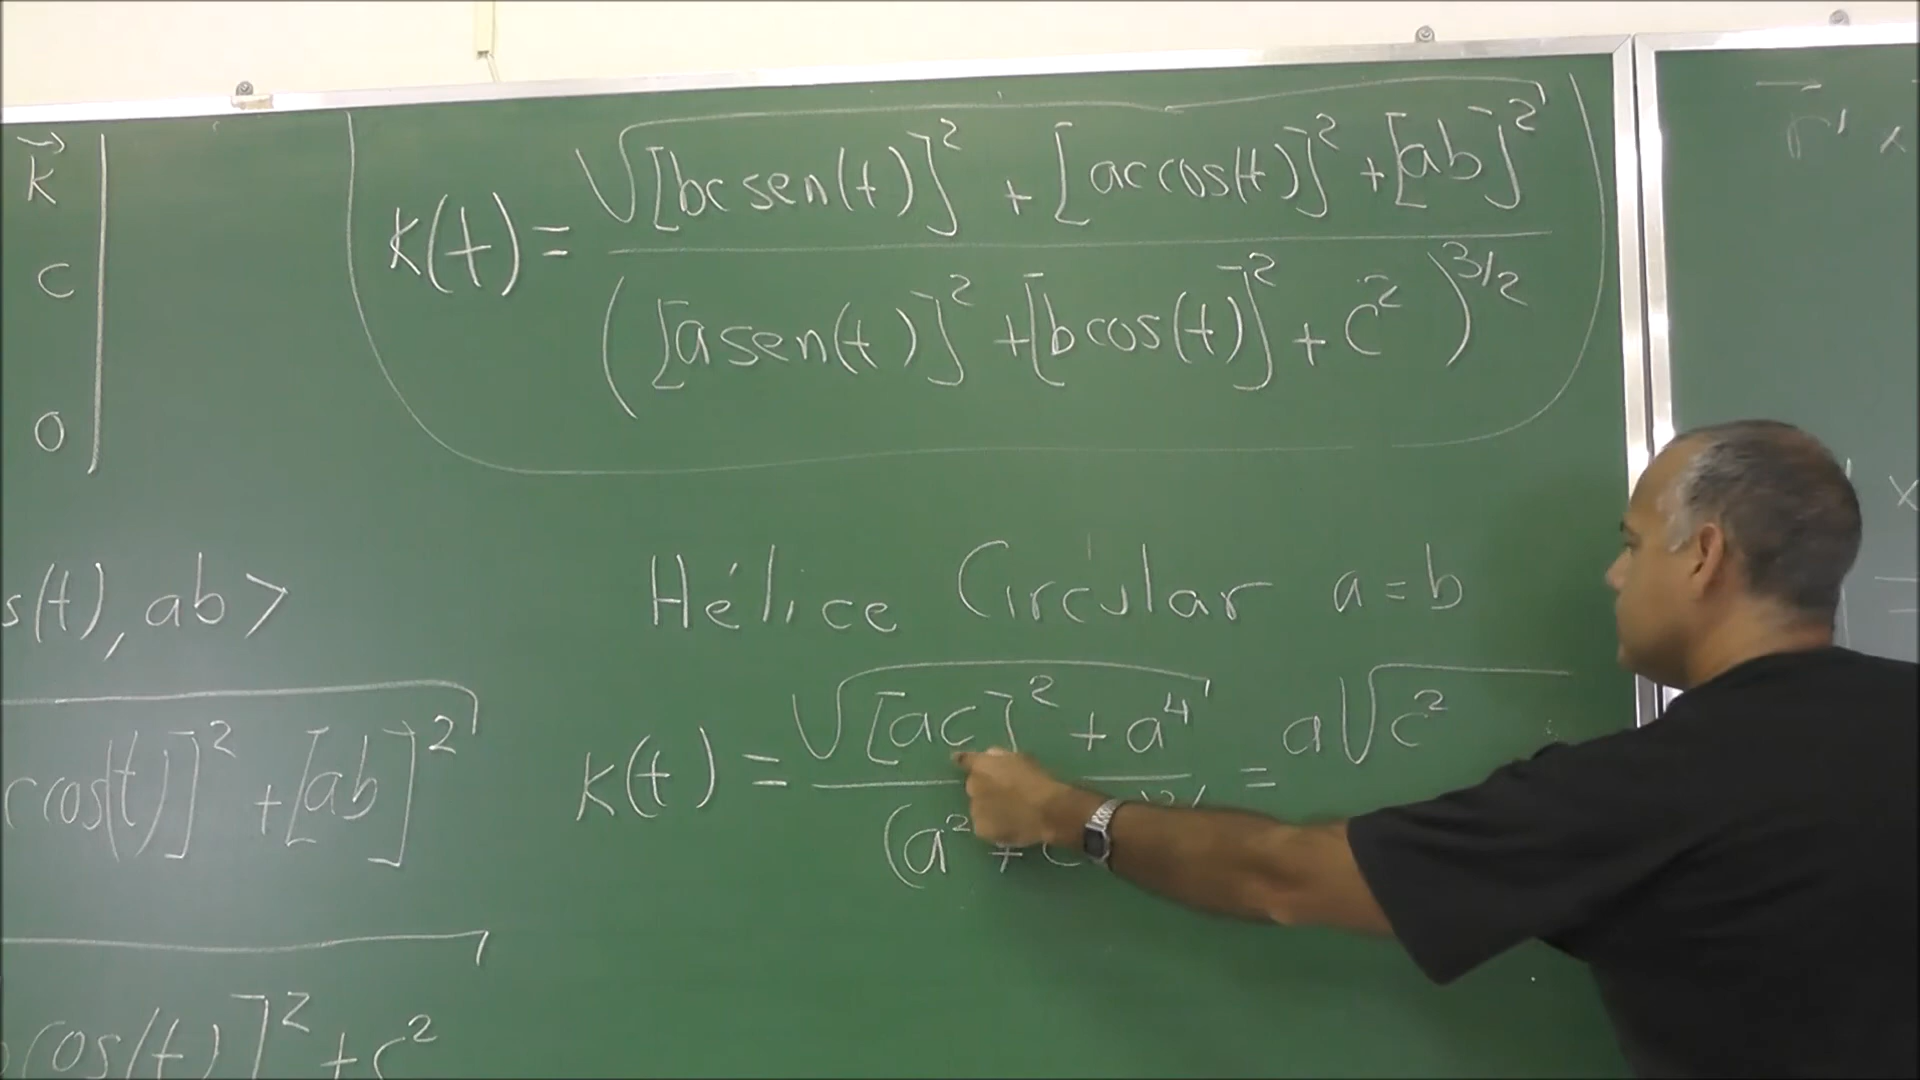 k⃗
c
0
k(t) = √([bc sen(t)]² + [ac cos(t)]² + [ab]²) / ([a sen(t)]² + [b cos(t)]² + c²)^3/2
r⃗' x
x
s(t), ab>
Hélice Circular a = b
c cos(t)]² + [ab]²
k(t) = √([ac]² + a⁴) / (a² + c = a√c²
cos(t)]² + c²